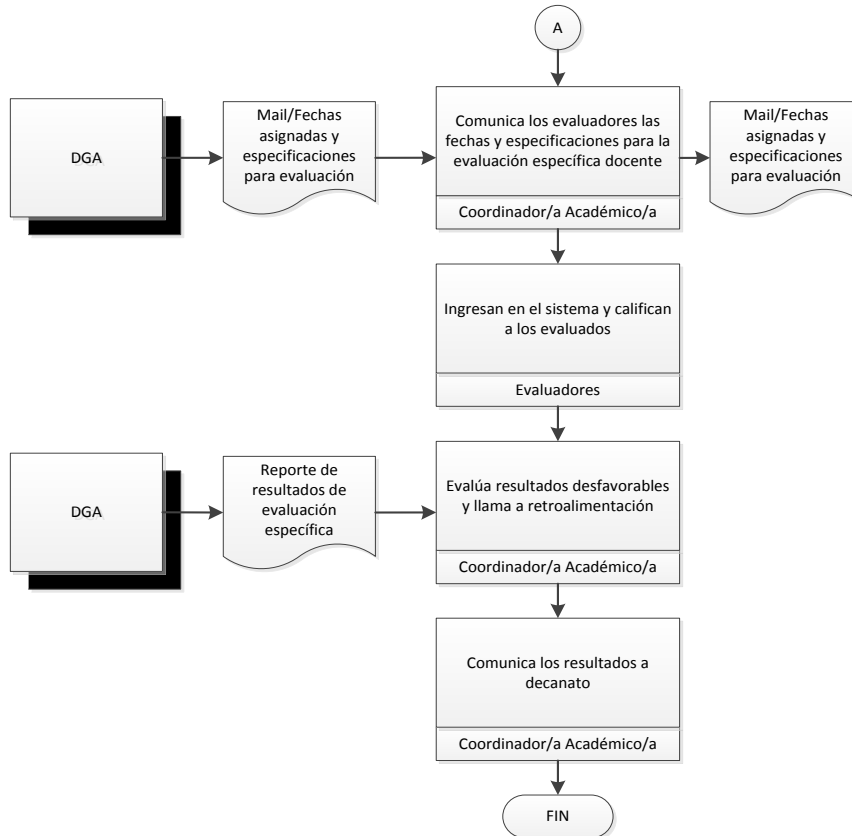 A
DGA
Mail/Fechas
asignadas y
especificaciones
para evaluación
Comunica los evaluadores las
fechas y especificaciones para la
evaluación específica docente
Coordinador/a Académico/a
Mail/Fechas
asignadas y
especificaciones
para evaluación
Ingresan en el sistema y califican
a los evaluados
Evaluadores
DGA
Reporte de
resultados de
evaluación
específica
Evalúa resultados desfavorables
y llama a retroalimentación
Coordinador/a Académico/a
Comunica los resultados a
decanato
Coordinador/a Académico/a
FIN